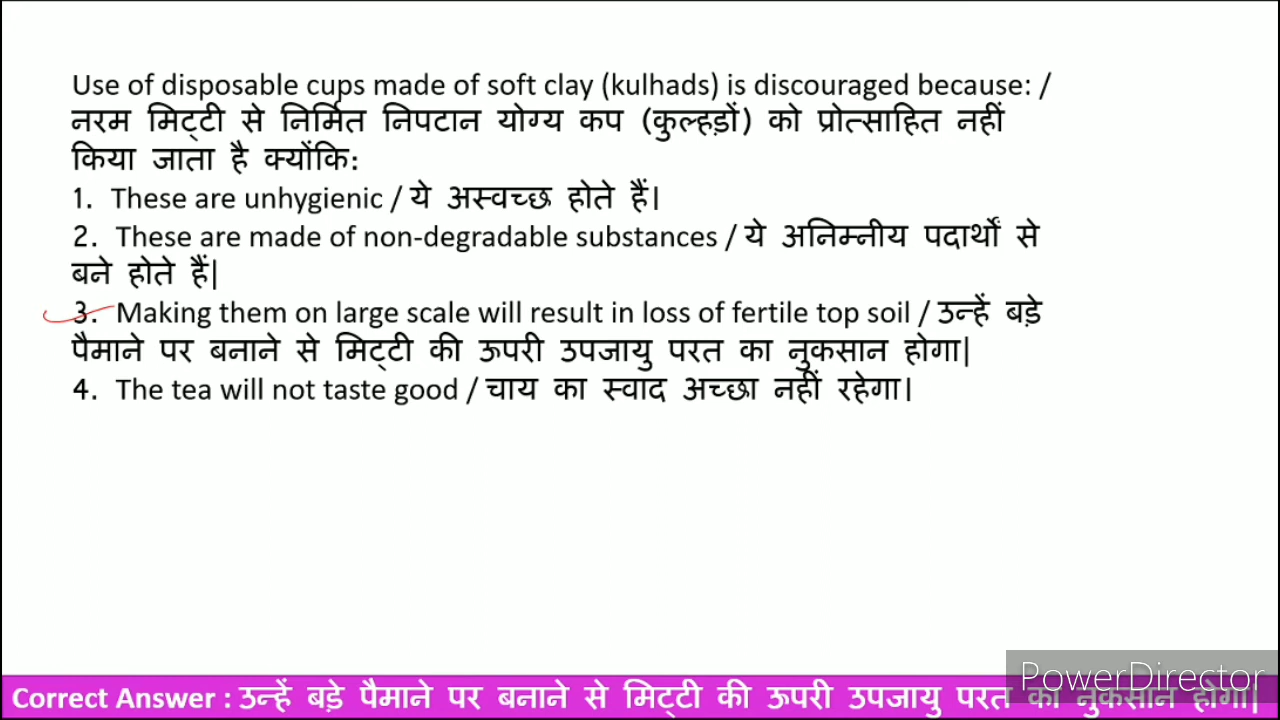 Use of disposable cups made of soft clay (kulhads) is discouraged because: /
नरम मिट्टी से निर्मित निपटान योग्य कप (कुल्हड़ों) को प्रोत्साहित नहीं
किया जाता है क्योंकि:
1. These are unhygienic / ये अस्वच्छ होते हैं।
2. These are made of non-degradable substances / ये अनिम्नीय पदार्थों से
बने होते हैं|
3. Making them on large scale will result in loss of fertile top soil / उन्हें बड़े
पैमाने पर बनाने से मिट्टी की ऊपरी उपजायु परत का नुकसान होगा|
4. The tea will not taste good / चाय का स्वाद अच्छा नहीं रहेगा।
PowerDirector
Correct Answer : उन्हें बड़े पैमाने पर बनाने से मिट्टी की ऊपरी उपजायु परत का नुकसान होगा|